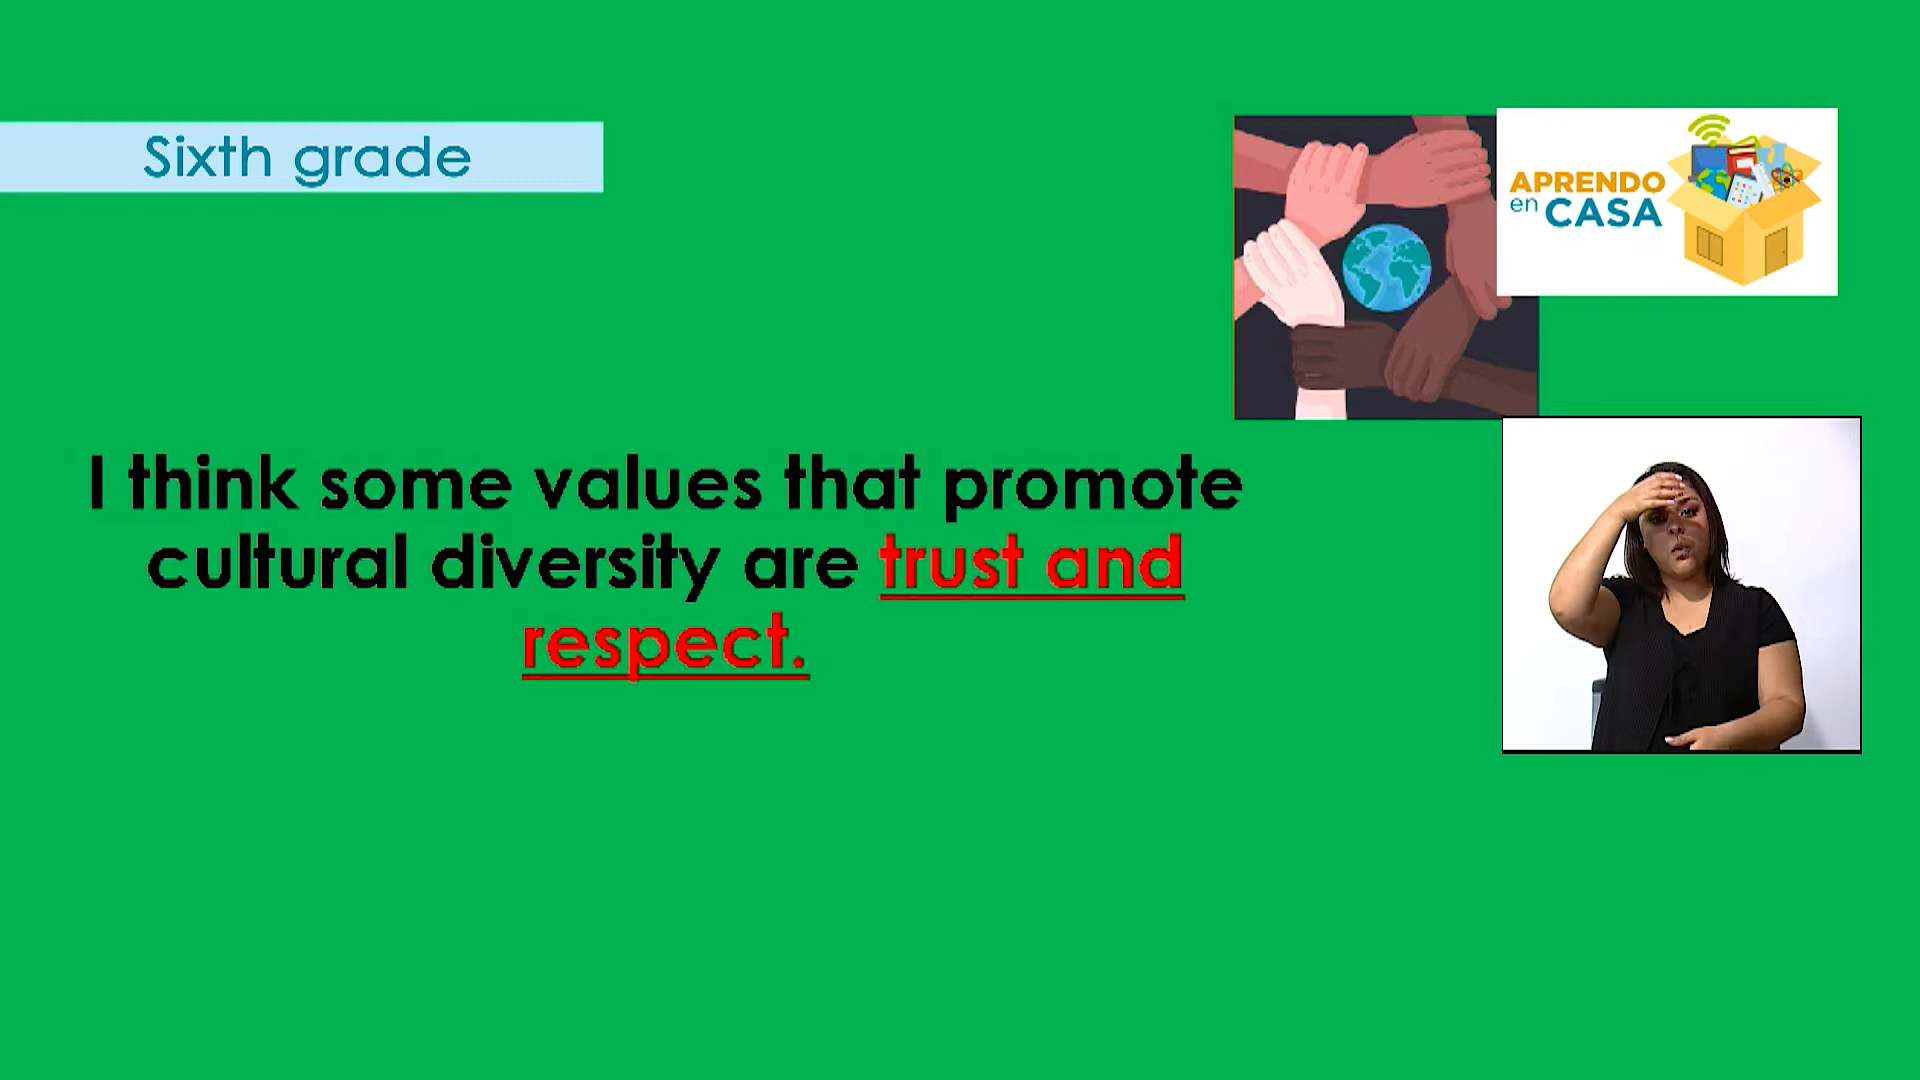 Sixth grade
APRENDO
en CASA
I think some values that promote
cultural diversity are trust and
respect.